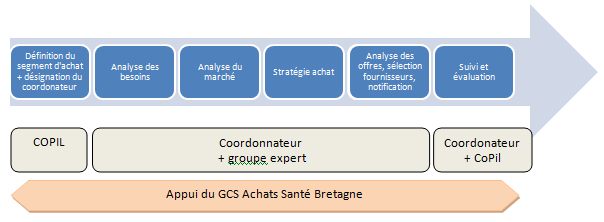 Définition du
segment d'achat
+ désignation du
coordonateur
Analyse des
besoins
Analyse du
marché
Stratégie achat
Analyse des
offres, sélection
fournisseurs,
notification
Suivi et
évaluation
COPIL
Coordonnateur
+ groupe expert
Coordonateur
+ CoPil
Appui du GCS Achats Santé Bretagne